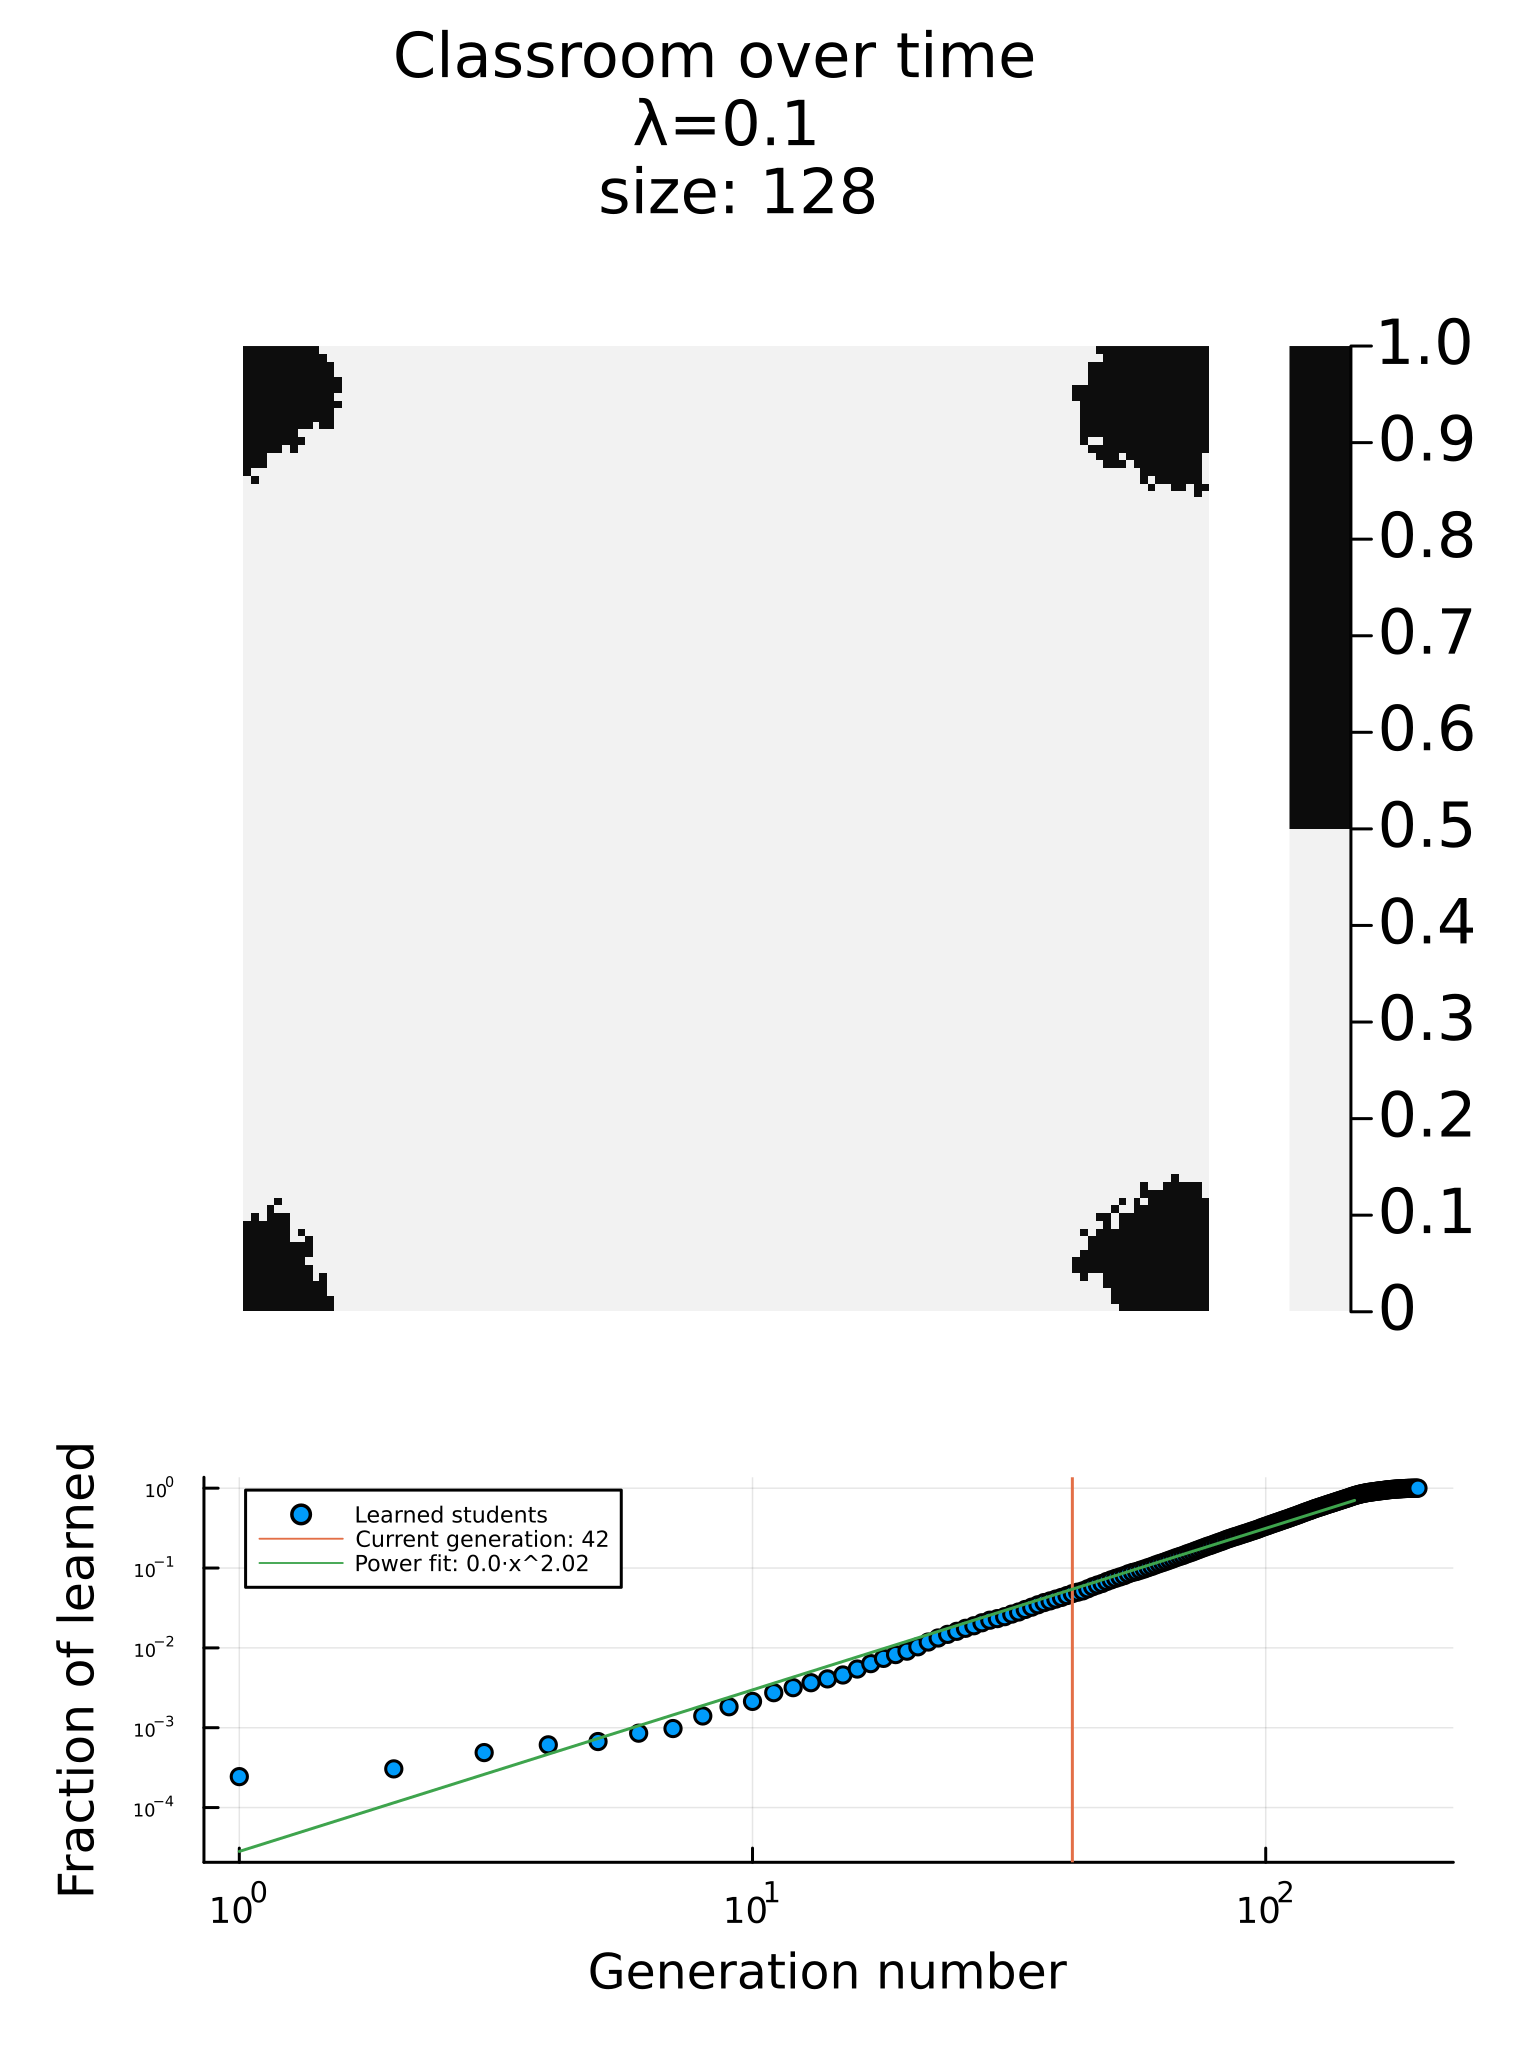 Classroom over time
λ=0.1
size: 128
1.0
0.9
0.8
0.7
0.6
0.5
0.4
0.3
0.2
0.1
0
Fraction of learned
10⁰
10⁻¹
10⁻²
10⁻³
10⁻⁴
Learned students
Current generation: 42
Power fit: 0.0·x^2.02
10⁰ 10¹ 10²
Generation number